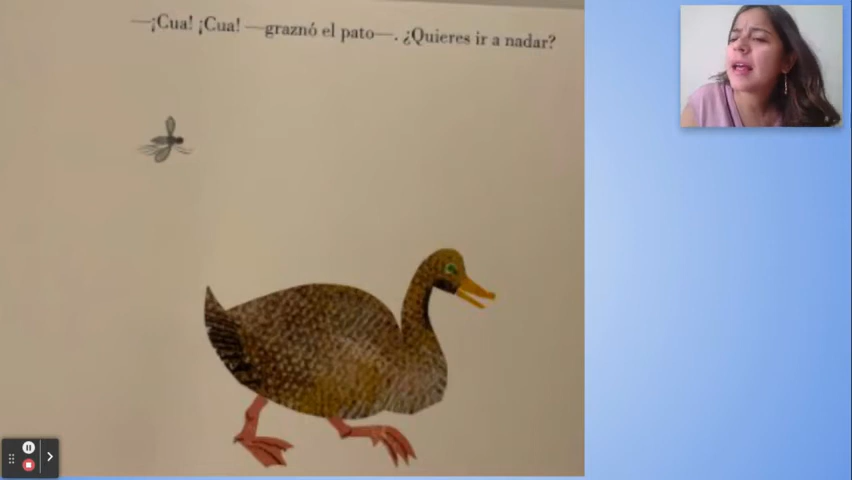 —¡Cua! ¡Cua! —graznó el pato—. ¿Quieres ir a nadar?